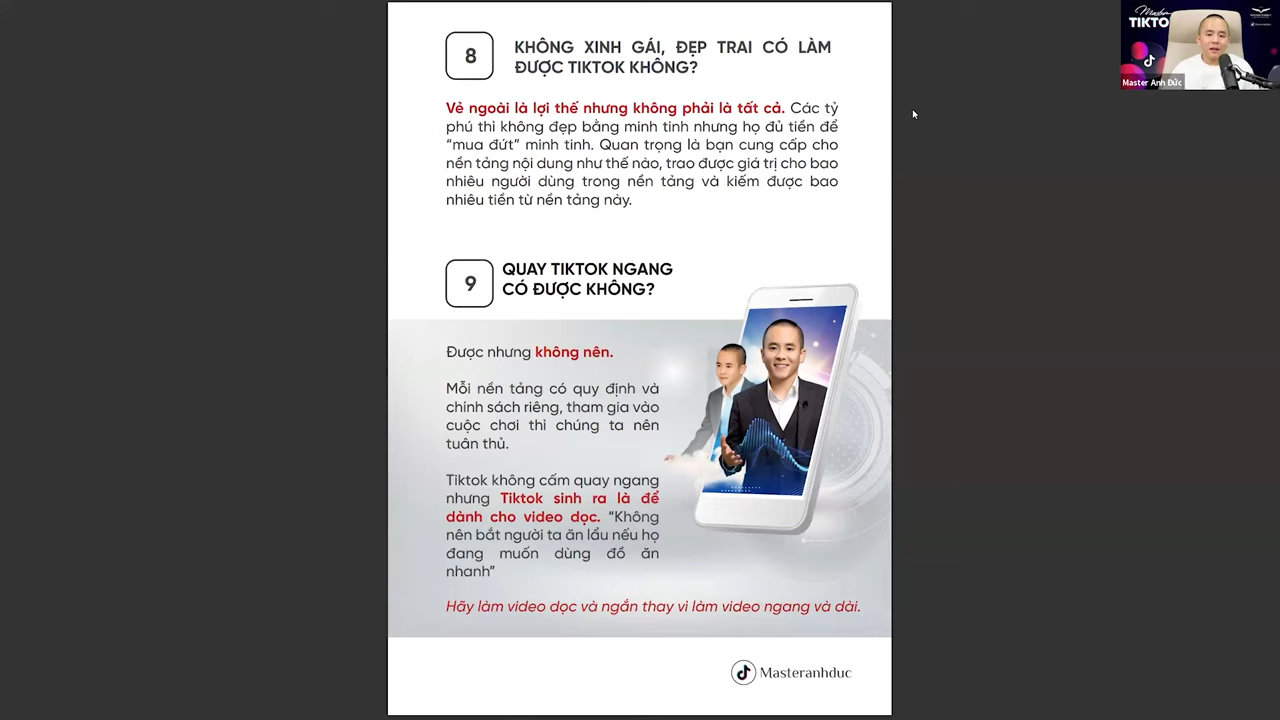 8
KHÔNG XINH GÁI, ĐẸP TRAI CÓ LÀM
ĐƯỢC TIKTOK KHÔNG?
Vẻ ngoài là lợi thế nhưng không phải là tất cả. Các tỷ
phú thì không đẹp bằng minh tinh nhưng họ đủ tiền để
“mua đứt” minh tinh. Quan trọng là bạn cung cấp cho
nền tảng nội dung như thế nào, trao được giá trị cho bao
nhiêu người dùng trong nền tảng và kiếm được bao
nhiêu tiền từ nền tảng này.
9
QUAY TIKTOK NGANG
CÓ ĐƯỢC KHÔNG?
Được nhưng không nên.
Mỗi nền tảng có quy định và
chính sách riêng, tham gia vào
cuộc chơi thì chúng ta nên
tuân thủ.
Tiktok không cấm quay ngang
nhưng Tiktok sinh ra là để
dành cho video dọc. “Không
nên bắt người ta ăn lẩu nếu họ
đang muốn dùng đồ ăn
nhanh”
Hãy làm video dọc và ngắn thay vì làm video ngang và dài.
Masteranhduc
Master
TIKTO
Master Anh Đức